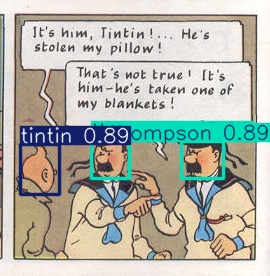 It's him, Tintin!... He's
stolen my pillow!
That's not true! It's
him-he's taken one of
my blankets!
tintin 0.89
ompson 0.89